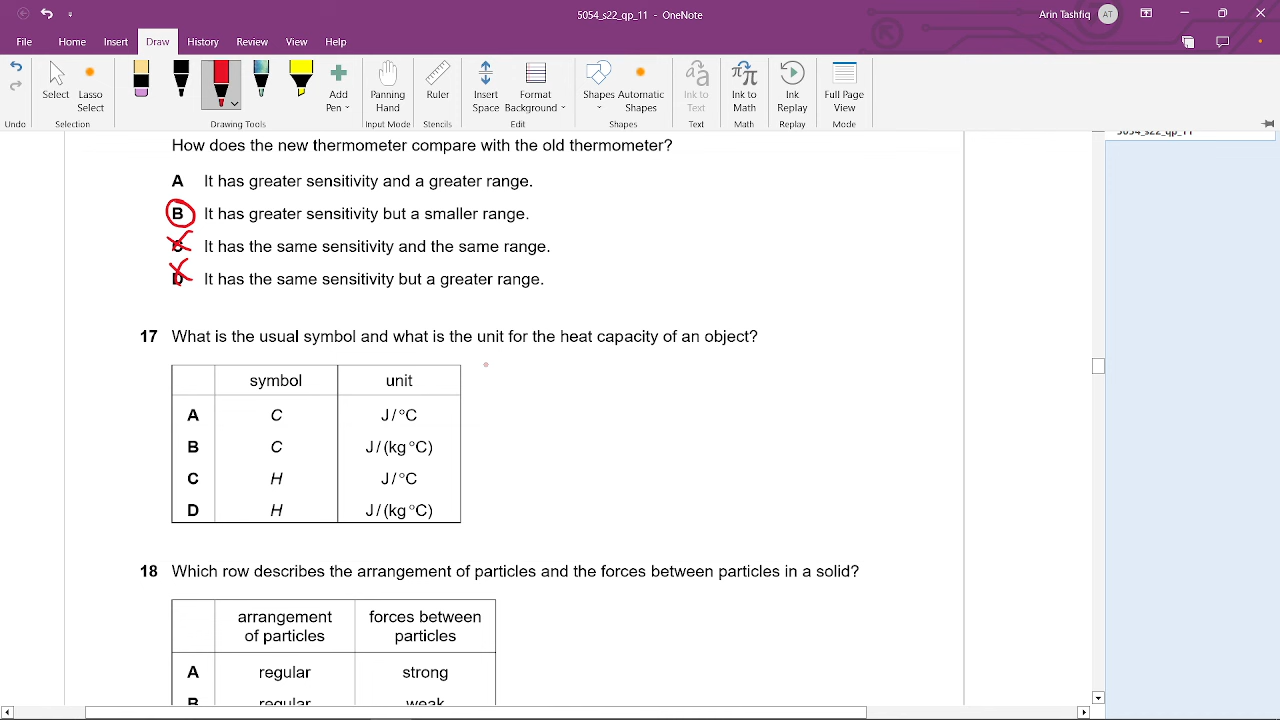 5054_s22_qp_11 - OneNote
Arin Tashfiq AT
File Home Insert Draw History Review View Help
Select
Lasso Select
Add Pen
Panning Hand
Ruler
Insert Space
Format Background
Shapes
Automatic Shapes
Ink to Text
Ink to Math
Ink Replay
Full Page View
Undo Selection Drawing Tools Input Mode Stencils Edit Shapes Text Math Replay Mode
5054_s22_qp_11
How does the new thermometer compare with the old thermometer?
A It has greater sensitivity and a greater range.
B It has greater sensitivity but a smaller range.
C It has the same sensitivity and the same range.
D It has the same sensitivity but a greater range.
17 What is the usual symbol and what is the unit for the heat capacity of an object?
symbol unit
A C J/°C
B C J/(kg °C)
C H J/°C
D H J/(kg °C)
18 Which row describes the arrangement of particles and the forces between particles in a solid?
arrangement of particles
forces between particles
A regular strong
B regular weak